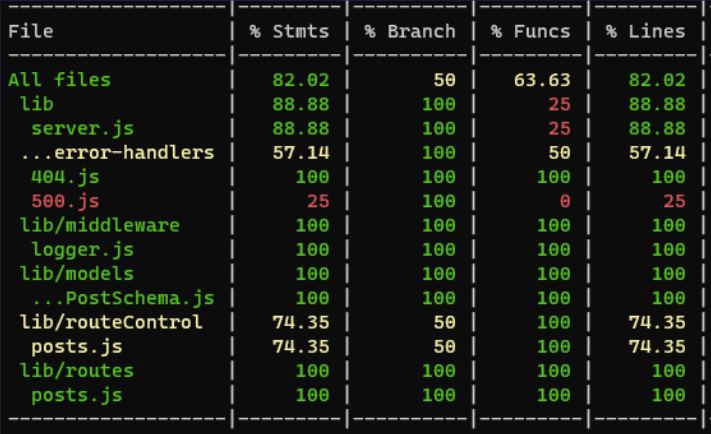 -------------------|---------|----------|---------|---------|
File               | % Stmts | % Branch | % Funcs | % Lines |
-------------------|---------|----------|---------|---------|
All files          |   82.02 |       50 |   63.63 |   82.02 |
 lib               |   88.88 |      100 |      25 |   88.88 |
  server.js        |   88.88 |      100 |      25 |   88.88 |
 ...error-handlers |   57.14 |      100 |      50 |   57.14 |
  404.js           |     100 |      100 |     100 |     100 |
  500.js           |      25 |      100 |       0 |      25 |
 lib/middleware    |     100 |      100 |     100 |     100 |
  logger.js        |     100 |      100 |     100 |     100 |
 lib/models        |     100 |      100 |     100 |     100 |
  ...PostSchema.js |     100 |      100 |     100 |     100 |
 lib/routeControl  |   74.35 |       50 |     100 |   74.35 |
  posts.js         |   74.35 |       50 |     100 |   74.35 |
 lib/routes        |     100 |      100 |     100 |     100 |
  posts.js         |     100 |      100 |     100 |     100 |
-------------------|---------|----------|---------|---------|